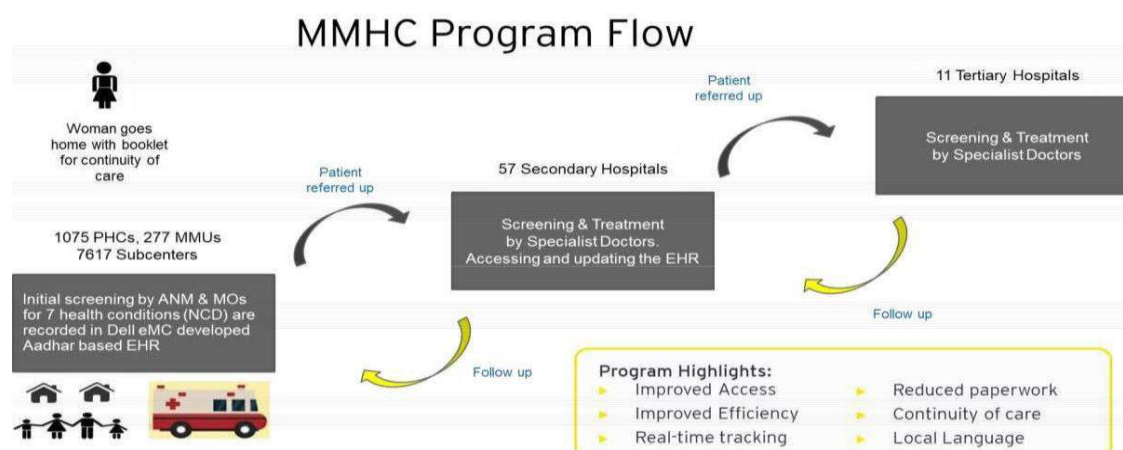 MMHC Program Flow
Woman goes
home with booklet
for continuity of
care
1075 PHCs, 277 MMUs
7617 Subcenters
Initial screening by ANM & MOs
for 7 health conditions (NCD) are
recorded in Dell eMC developed
Aadhar based EHR
Patient
referred up
57 Secondary Hospitals
Screening & Treatment
by Specialist Doctors.
Accessing and updating the EHR
Follow up
Patient
referred up
11 Tertiary Hospitals
Screening & Treatment
by Specialist Doctors
Follow up
Program Highlights:
Improved Access
Improved Efficiency
Real-time tracking
Reduced paperwork
Continuity of care
Local Language